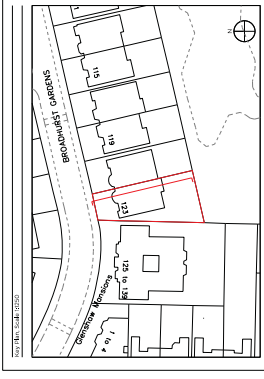 115
BROADHURST GARDENS
119
123
Glenshaw Mansions
125 to 139
1 to 4
N
Key Plan, Scale 1:1250